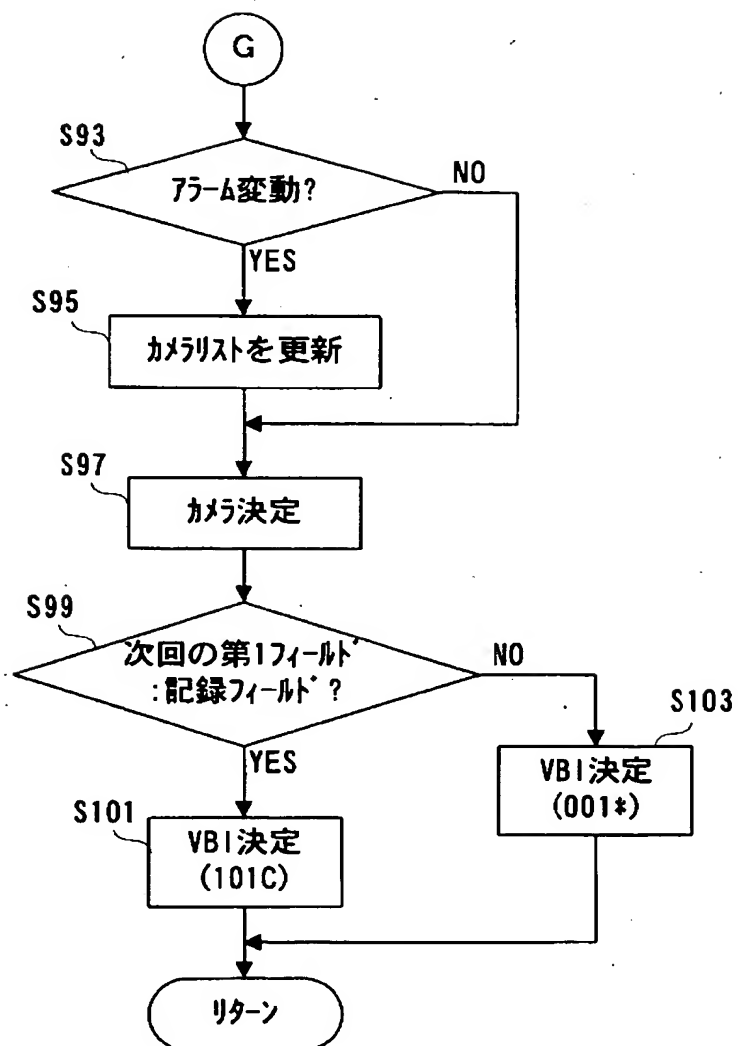 G
S93
アラーム変動?
NO
YES
S95
カメラリストを更新
S97
カメラ決定
S99
次回の第1フィールド
:記録フィールド?
NO
YES
S103
VBI決定
(001*)
S101
VBI決定
(101C)
リターン